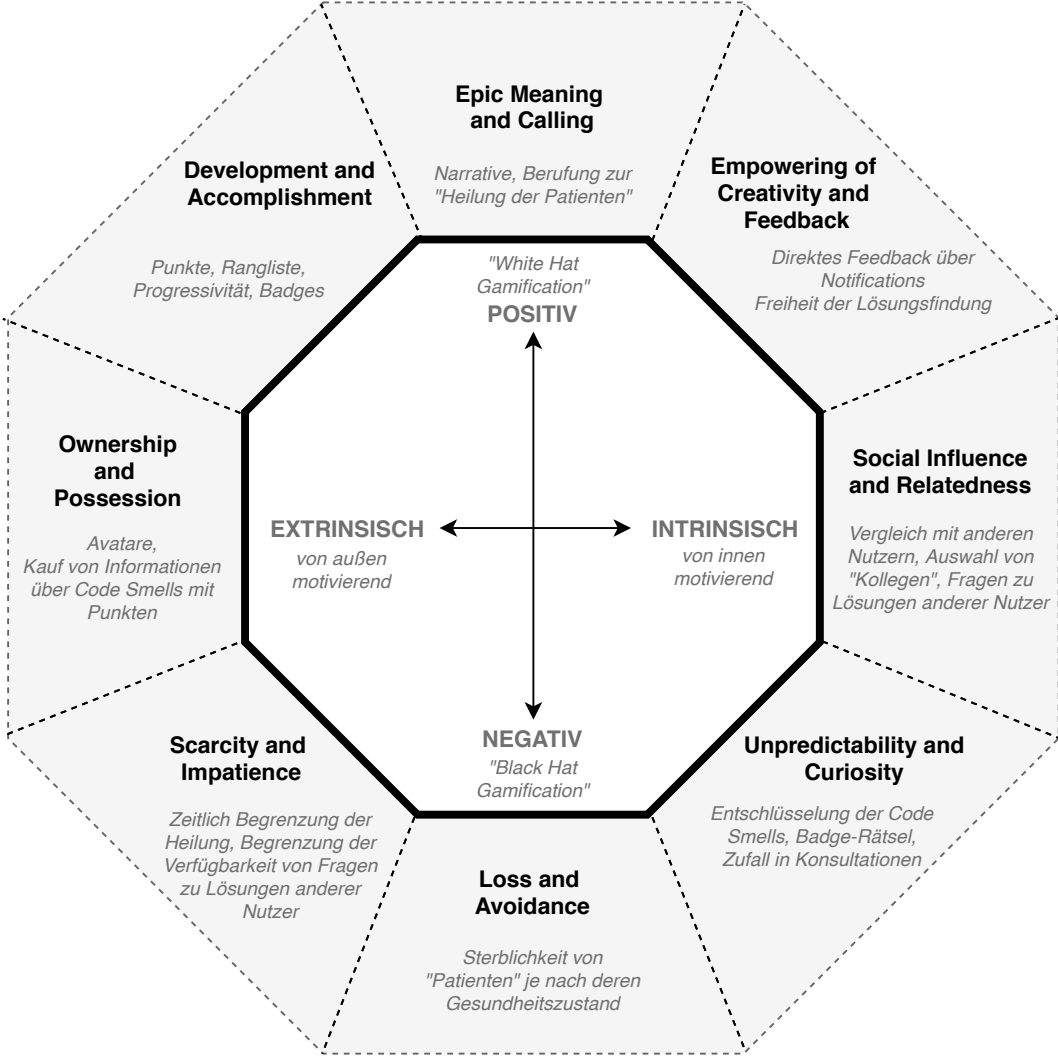 Epic Meaning
and Calling
Narrative, Berufung zur
"Heilung der Patienten"
Development and
Accomplishment
Punkte, Rangliste,
Progressivität, Badges
Empowering of
Creativity and
Feedback
Direktes Feedback über
Notifications
Freiheit der Lösungsfindung
"White Hat
Gamification"
POSITIV
Ownership
and
Possession
Avatare,
Kauf von Informationen
über Code Smells mit
Punkten
EXTRINSISCH
von außen
motivierend
INTRINSISCH
von innen
motivierend
Social Influence
and Relatedness
Vergleich mit anderen
Nutzern, Auswahl von
"Kollegen", Fragen zu
Lösungen anderer Nutzer
NEGATIV
"Black Hat
Gamification"
Scarcity and
Impatience
Zeitlich Begrenzung der
Heilung, Begrenzung der
Verfügbarkeit von Fragen
zu Lösungen anderer
Nutzer
Unpredictability and
Curiosity
Entschlüsselung der Code
Smells, Badge-Rätsel,
Zufall in Konsultationen
Loss and
Avoidance
Sterblichkeit von
"Patienten" je nach deren
Gesundheitszustand